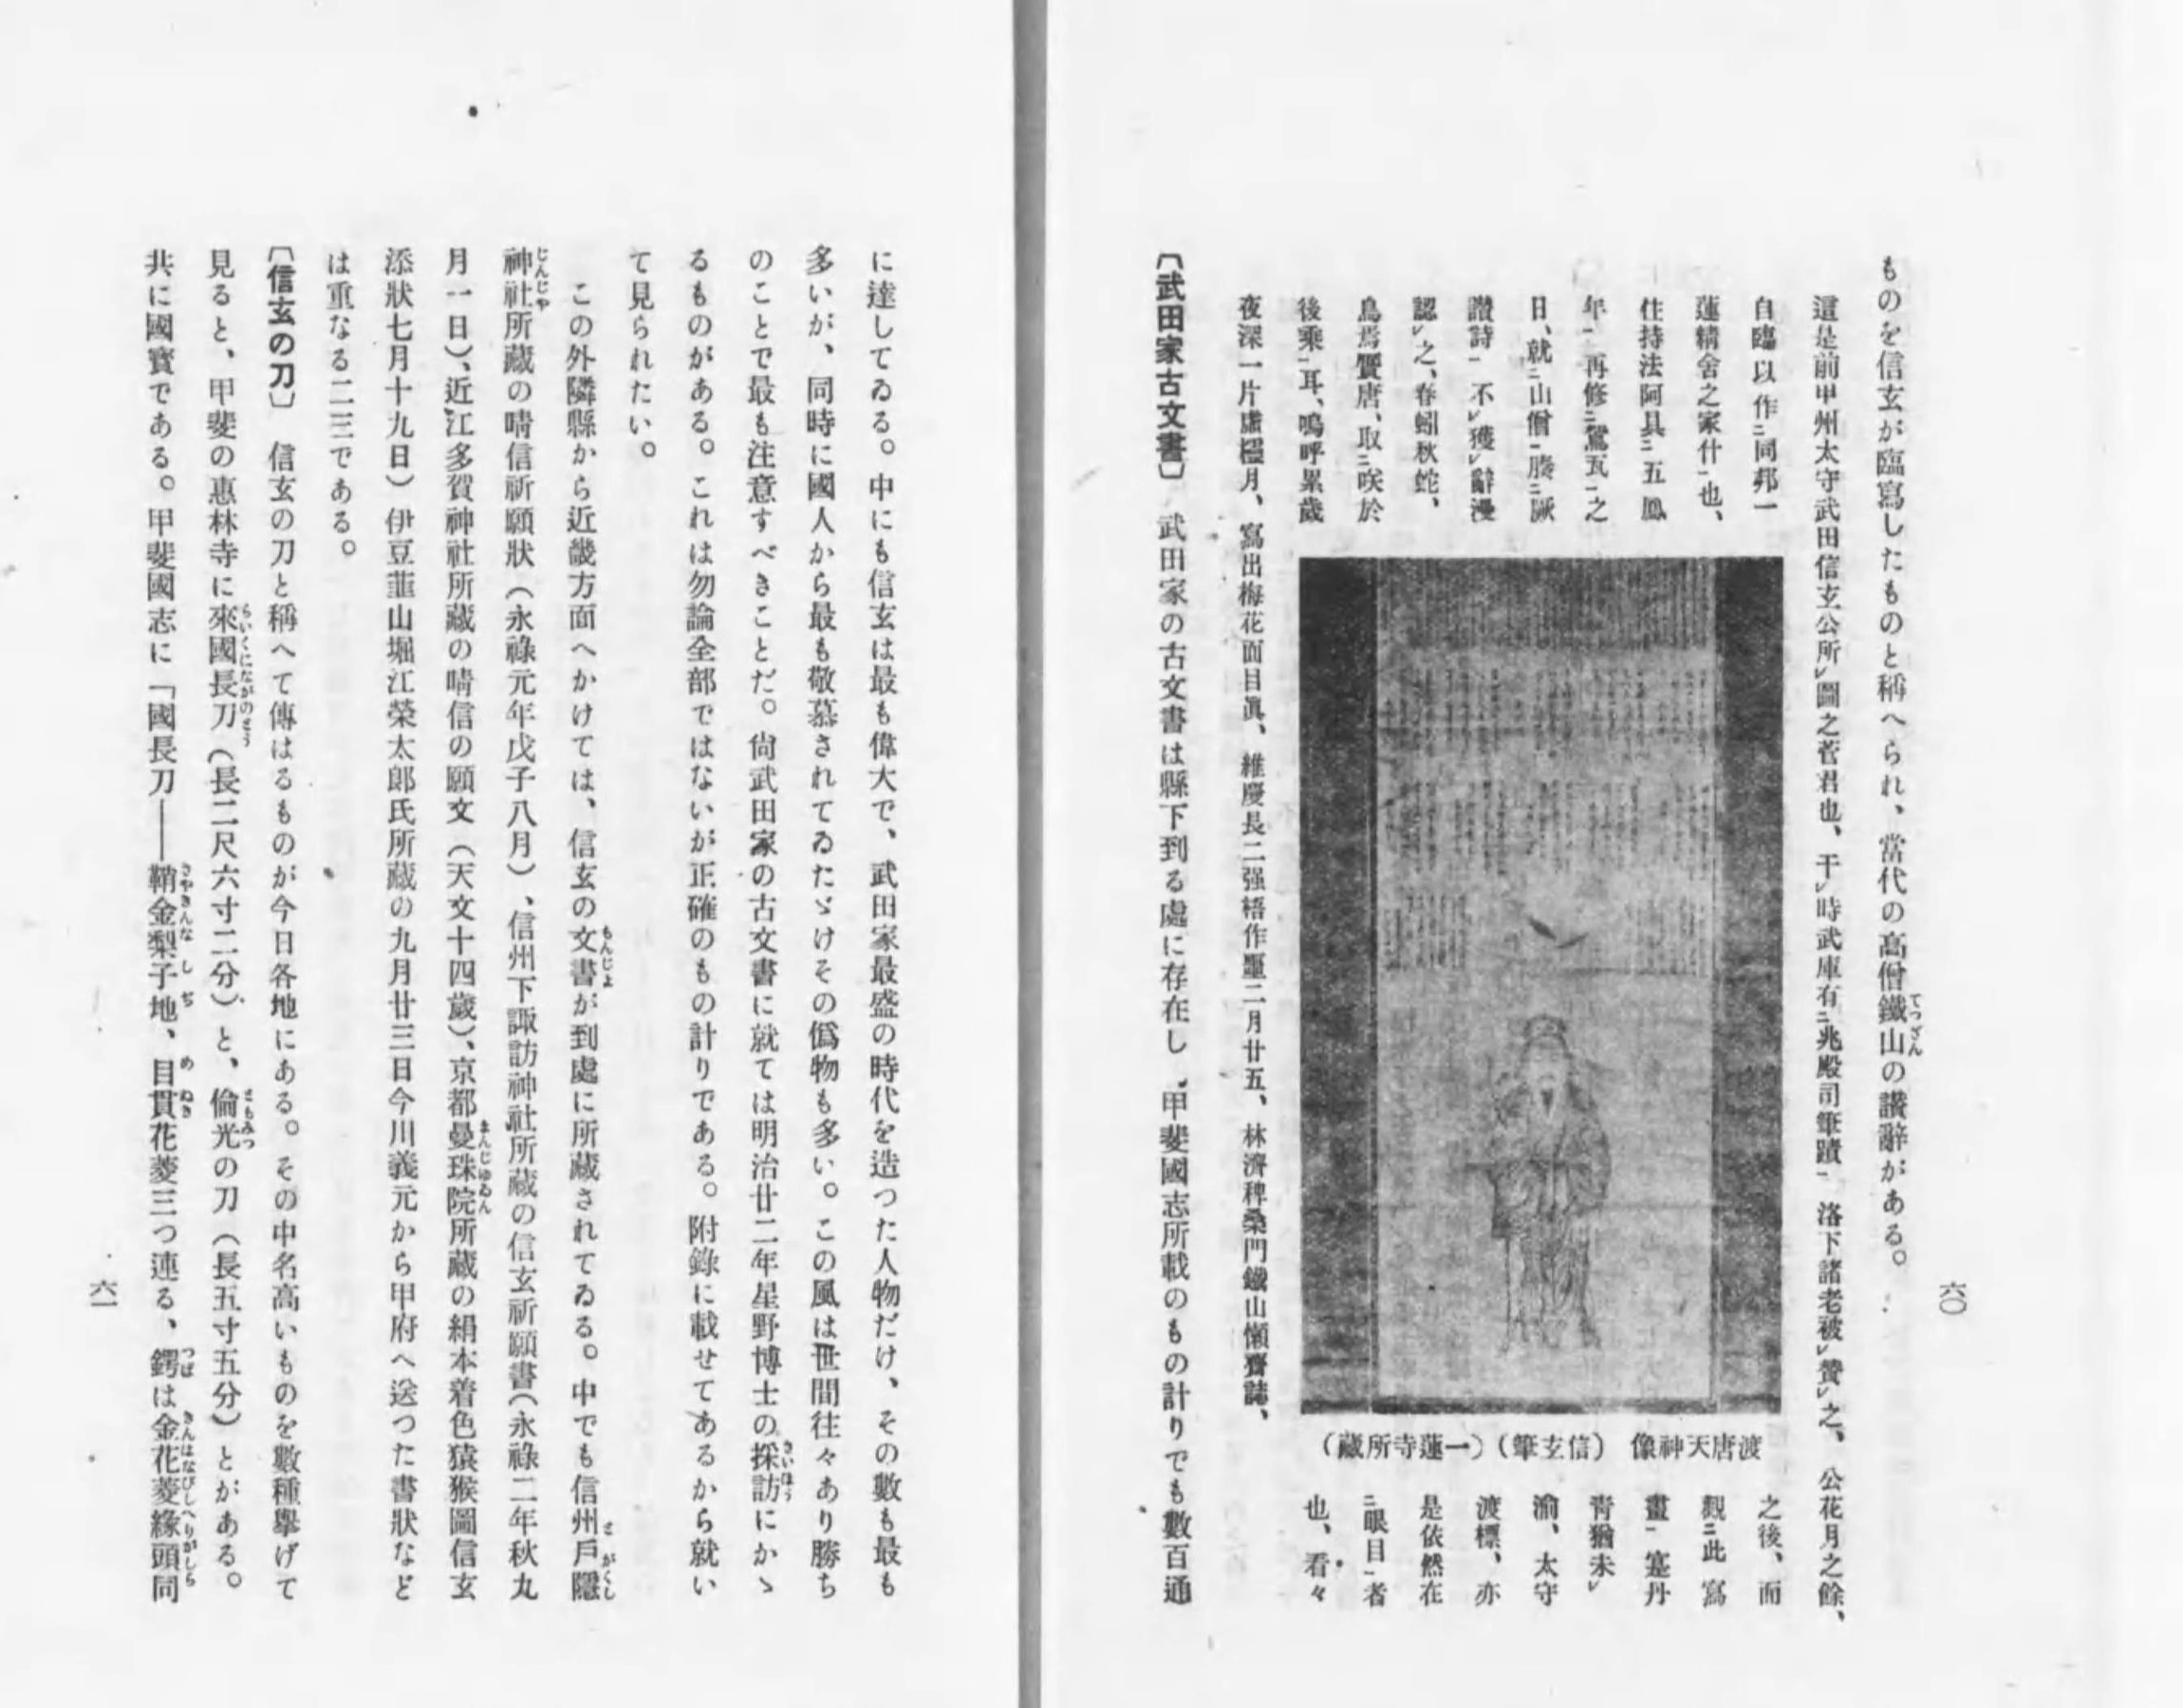 ものを信玄が臨寫したものと稱へられ、當代の高僧鐵山の讃辭がある。
這是前甲州太守武田信玄公所㆑圖之菅君也、干㆑時武庫有㆓兆殿司筆蹟㆒ 洛下諸老被㆑贊㆑之、公花月之餘、
自臨以作㆓同邦一
蓮精舍之家什㆒也、
住持法阿具㆓五鳳
年㆒再修㆓鴛瓦㆒之
日、就㆓山僧㆒賡㆓厥
讃詩㆒ 不㆑獲㆑辭漫
認㆑之、春蚓秋蛇、
鳥焉贋唐、取㆓咲於
後乘㆒耳、嗚呼累歲
之後、而
觀㆓此寫
畫㆒寔丹
靑猶未㆑
渝、太守
渡標、亦
是依然在
㆓眼目㆒者
也、看々
夜深一片虛櫺月、寫出梅花面目眞、維慶長二强梧作噩二月廿五、林濟稗桑門鐵山懶齋誌、
渡唐天神像 (信玄筆)(一蓮寺所藏)
〔武田家古文書〕 武田家の古文書は縣下到る處に存在し、甲斐國志所載のもの計りでも數百通
六〇
に達してゐる。中にも信玄は最も偉大で、武田家最盛の時代を造つた人物だけ、その數も最も
多いが、同時に國人から最も敬慕されてゐたゞけその僞物も多い。この風は世間往々あり勝ち
のことで最も注意すべきことだ。尙武田家の古文書に就ては明治廿二年星野博士の採訪にかゝ
るものがある。これは勿論全部ではないが正確のもの計りである。附錄に載せてあるから就い
て見られたい。
この外隣縣から近畿方面へかけては、信玄の文書が到處に所藏されてゐる。中でも信州戶隱
神社所藏の晴信祈願狀(永祿元年戊子八月)、信州下諏訪神社所藏の信玄祈願書(永祿二年秋丸
月一日)、近江多賀神社所藏の晴信の願文(天文十四歲)、京都曼珠院所藏の絹本着色猿猴圖信玄
添狀七月十九日)伊豆韮山堀江榮太郎氏所藏の九月廿三日今川義元から甲府へ送つた書狀など
は重なる二三である。
〔信玄の刀〕 信玄の刀と稱へて傳はるものが今日各地にある。その中名高いものを數種擧げて
見ると、甲斐の惠林寺に來國長刀(長二尺六寸二分)と、倫光の刀(長五寸五分)とがある。
共に國寶である。甲斐國志に「國長刀――鞘金梨子地、目貫花菱三つ連る、鍔は金花菱緣頭同
六一